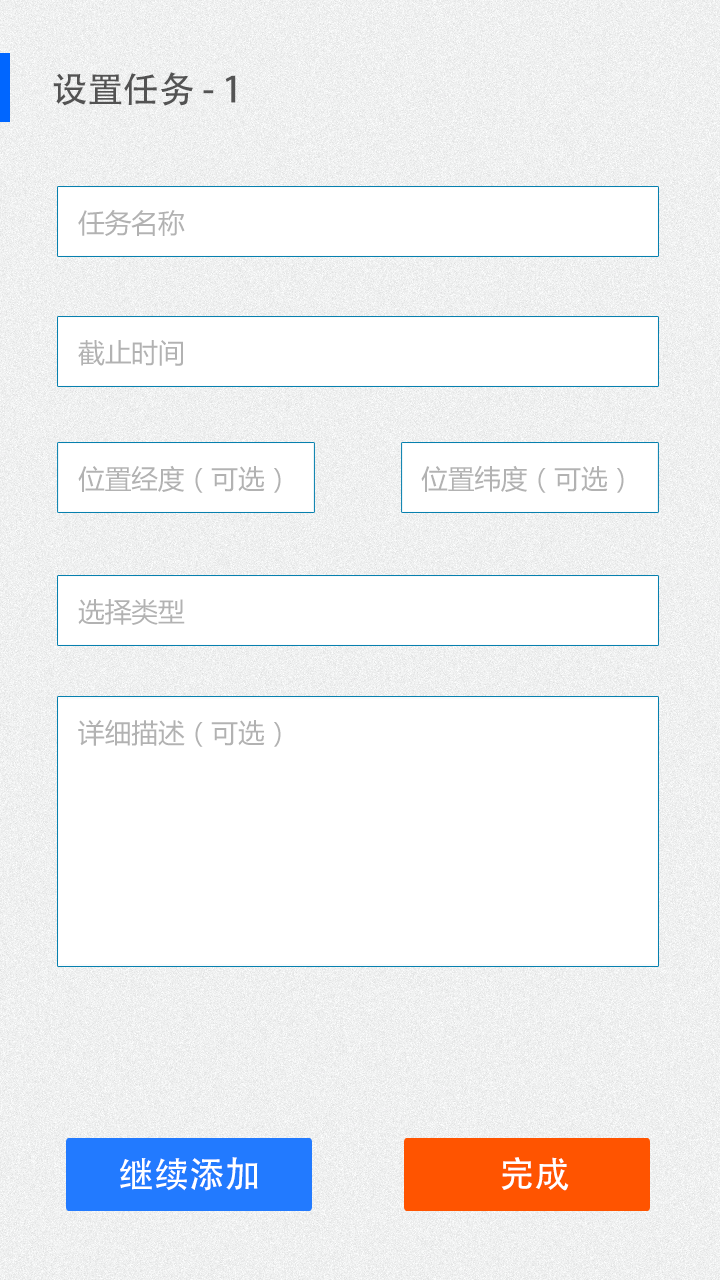 设置任务 - 1
任务名称
截止时间
位置经度（可选） 位置纬度（可选）
选择类型
详细描述（可选）
继续添加 完成